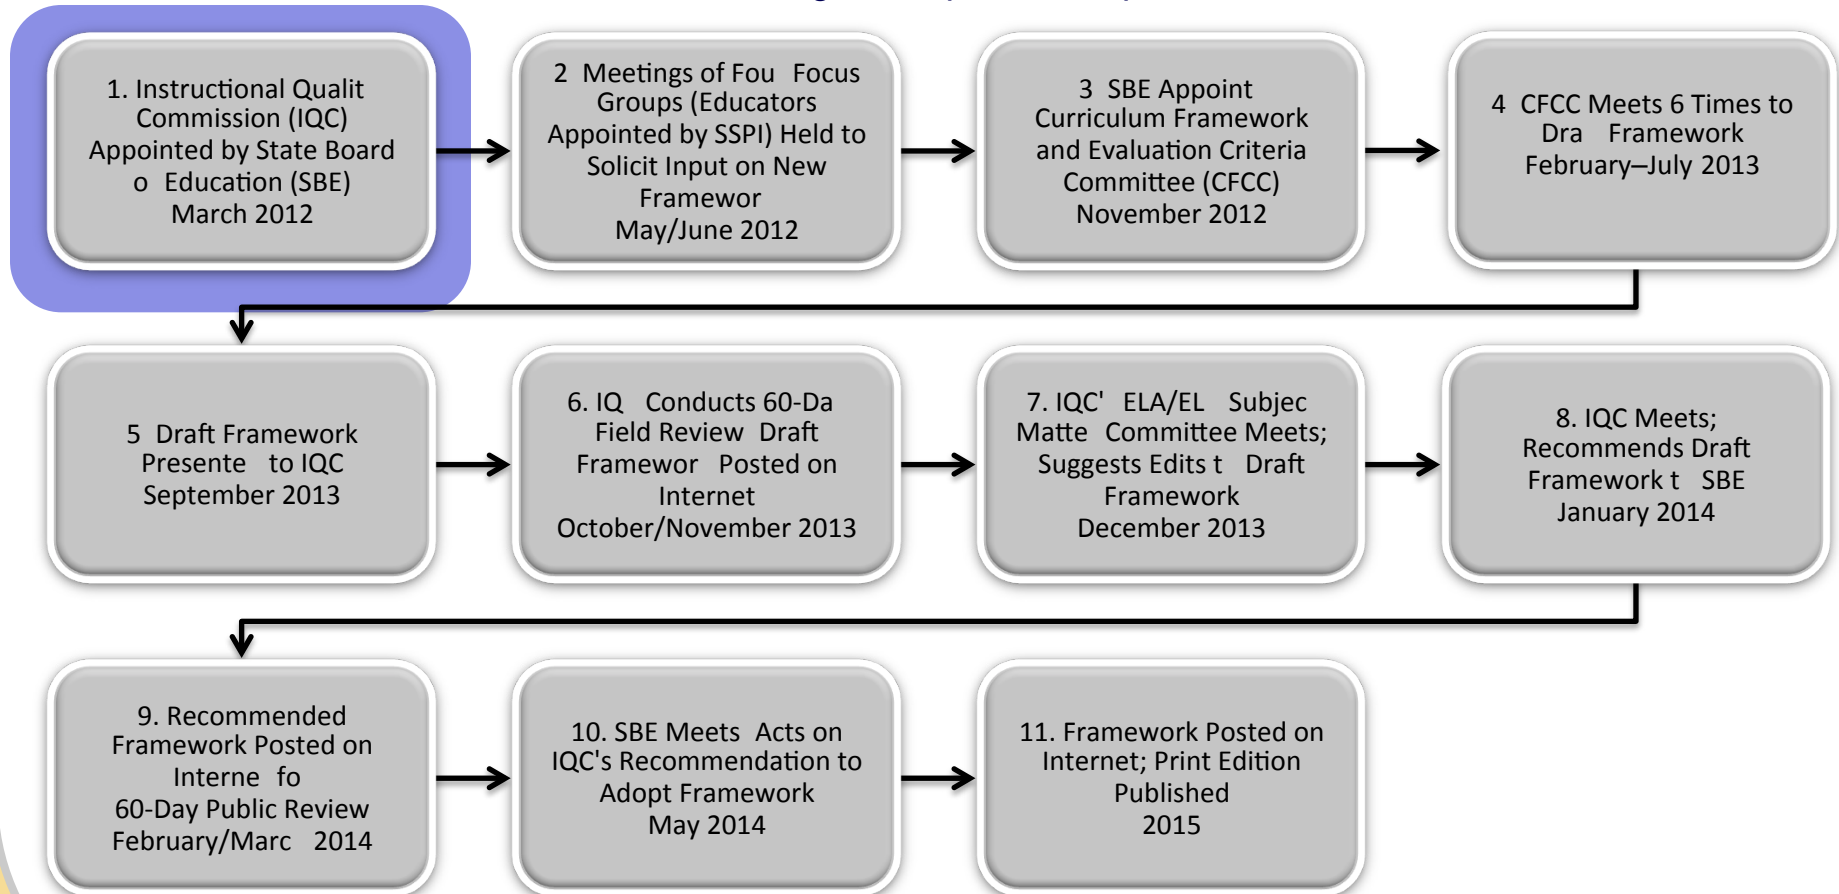 1. Instructional Qualit
Commission (IQC)
Appointed by State Board
o Education (SBE)
March 2012
2 Meetings of Fou Focus
Groups (Educators
Appointed by SSPI) Held to
Solicit Input on New
Framewor
May/June 2012
3 SBE Appoint
Curriculum Framework
and Evaluation Criteria
Committee (CFCC)
November 2012
4 CFCC Meets 6 Times to
Dra Framework
February–July 2013
5 Draft Framework
Presente to IQC
September 2013
6. IQ Conducts 60-Da
Field Review Draft
Framewor Posted on
Internet
October/November 2013
7. IQC' ELA/EL Subjec
Matte Committee Meets;
Suggests Edits t Draft
Framework
December 2013
8. IQC Meets;
Recommends Draft
Framework t SBE
January 2014
9. Recommended
Framework Posted on
Interne fo
60-Day Public Review
February/Marc 2014
10. SBE Meets Acts on
IQC's Recommendation to
Adopt Framework
May 2014
11. Framework Posted on
Internet; Print Edition
Published
2015